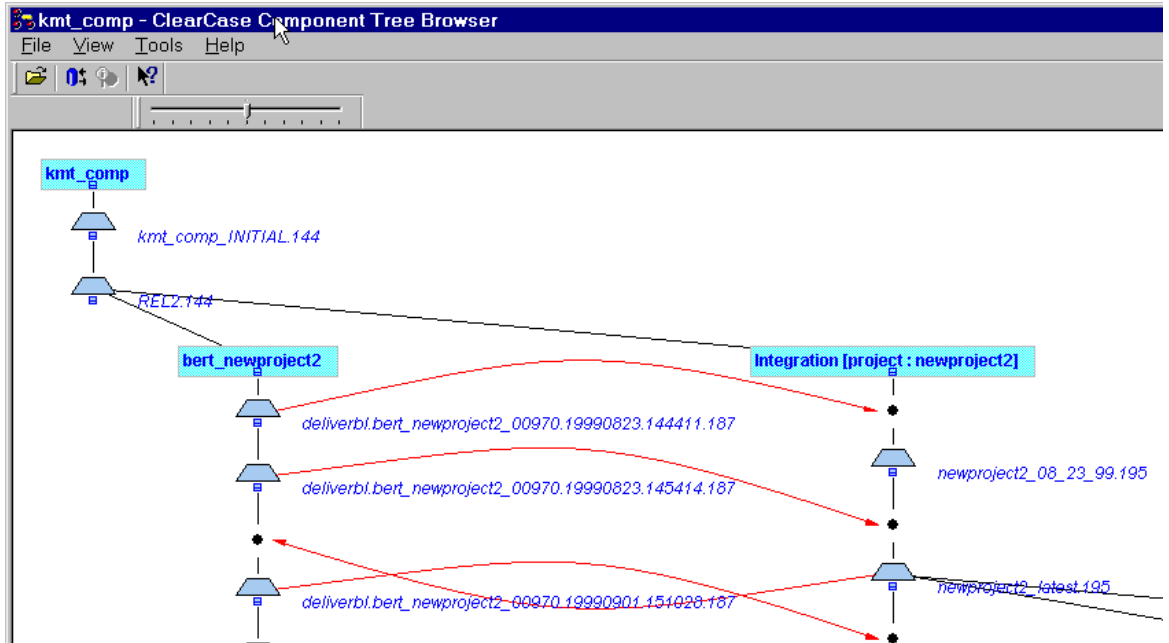 kmt_comp - ClearCase Component Tree Browser
File View Tools Help
kmt_comp
kmt_comp_INITIAL.144
REL2.144
bert_newproject2
Integration [project : newproject2]
deliverbl.bert_newproject2_00970.19990823.144411.187
newproject2_08_23_99.195
deliverbl.bert_newproject2_00970.19990823.145414.187
newproject2_latest.195
deliverbl.bert_newproject2_00970.19990901.151028.187